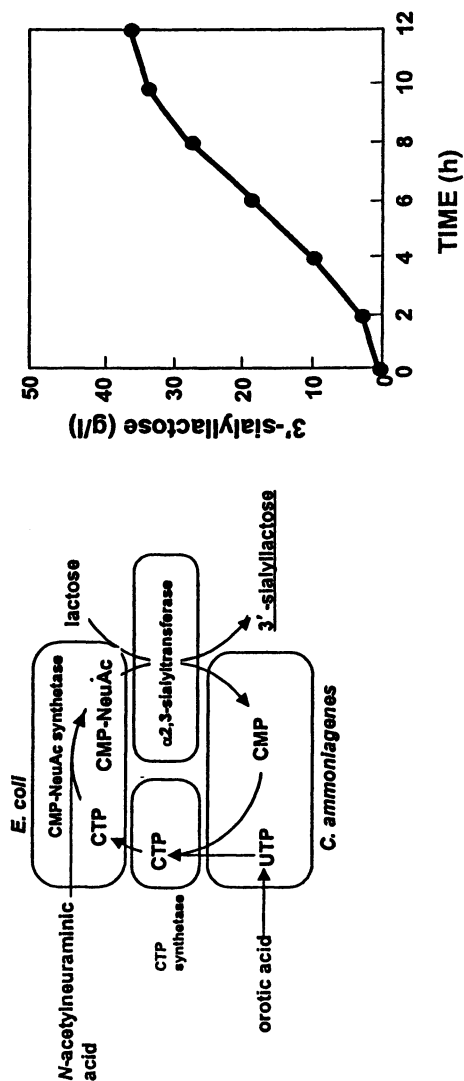 E. coli
N-acetylneuraminic
acid
CMP-NeuAc synthetase
CTP
CMP-NeuAc
lactose
CTP
synthetase
CTP
α2,3-sialyltransferase
orotic acid
UTP
CMP
3'-sialyllactose
C. ammoniagenes
3'-sialyllactose (g/l)
50
40
30
20
10
0
0 2 4 6 8 10 12
TIME (h)